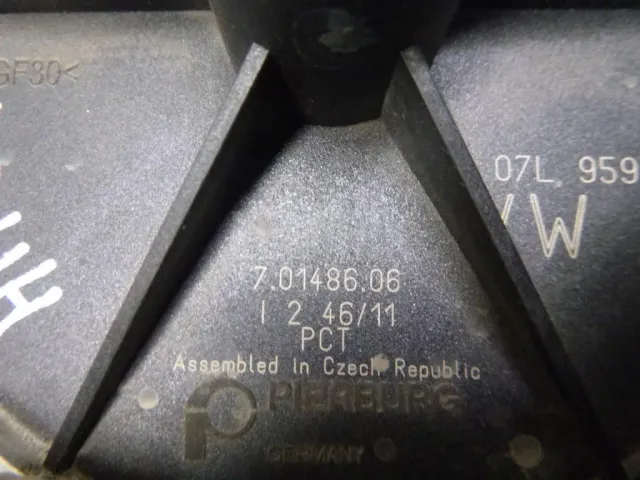 GF30<
07L 959
VW
7.01486.06
I 2 46/11
PCT
Assembled in Czech Republic
PIERBURG
GERMANY